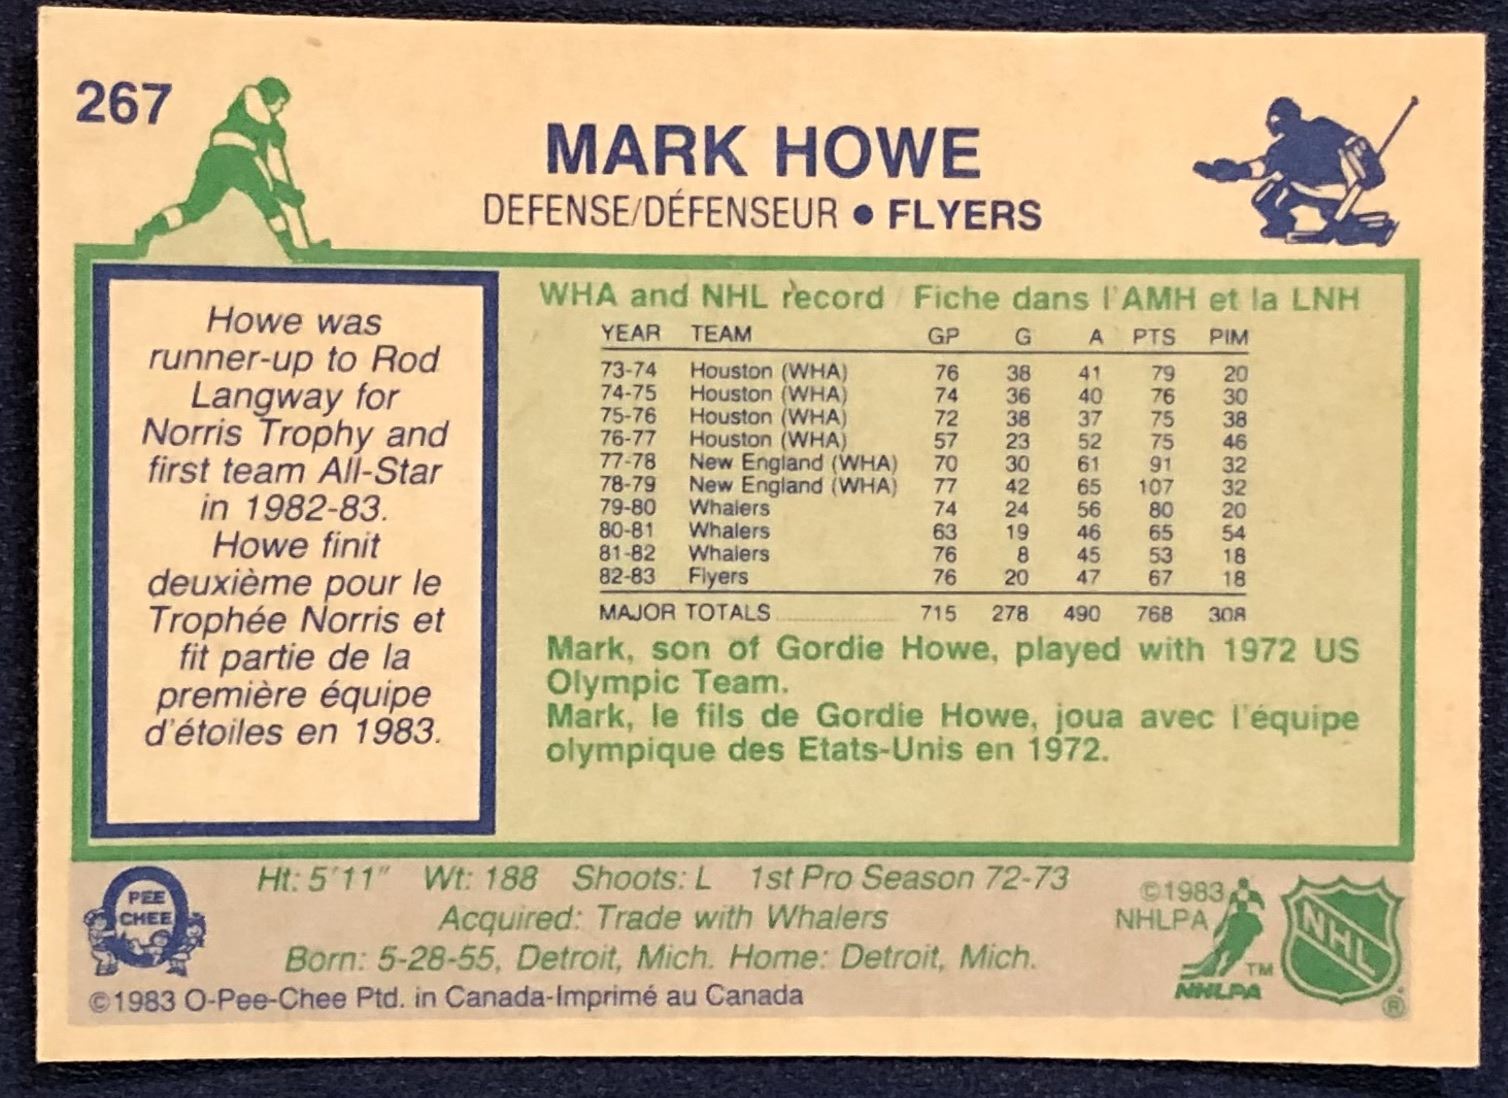 267
MARK HOWE
DEFENSE/DÉFENSEUR • FLYERS
Howe was
runner-up to Rod
Langway for
Norris Trophy and
first team All-Star
in 1982-83.
Howe finit
deuxième pour le
Trophée Norris et
fit partie de la
première équipe
d'étoiles en 1983.
WHA and NHL record / Fiche dans l'AMH et la LNH
YEAR TEAM GP G A PTS PIM
73-74 Houston (WHA) 76 38 41 79 20
74-75 Houston (WHA) 74 36 40 76 30
75-76 Houston (WHA) 72 38 37 75 38
76-77 Houston (WHA) 57 23 52 75 46
77-78 New England (WHA) 70 30 61 91 32
78-79 New England (WHA) 77 42 65 107 32
79-80 Whalers 74 24 56 80 20
80-81 Whalers 63 19 46 65 54
81-82 Whalers 76 8 45 53 18
82-83 Flyers 76 20 47 67 18
MAJOR TOTALS 715 278 490 768 308
Mark, son of Gordie Howe, played with 1972 US
Olympic Team.
Mark, le fils de Gordie Howe, joua avec l'équipe
olympique des Etats-Unis en 1972.
PEE
CHEE
Ht: 5'11" Wt: 188 Shoots: L 1st Pro Season 72-73
Acquired: Trade with Whalers
Born: 5-28-55, Detroit, Mich. Home: Detroit, Mich.
©1983 O-Pee-Chee Ptd. in Canada-Imprimé au Canada
©1983
NHLPA
TM
NHLPA
NHL
®